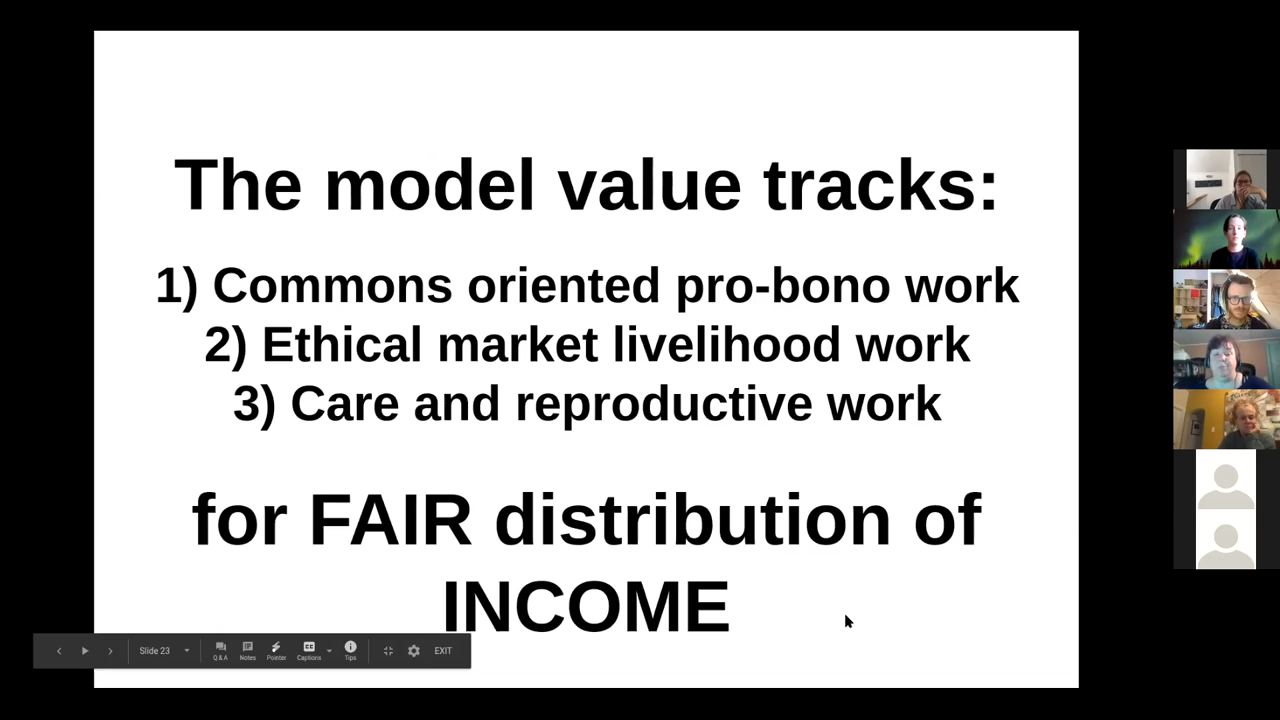 The model value tracks:
1) Commons oriented pro-bono work
2) Ethical market livelihood work
3) Care and reproductive work
for FAIR distribution of
INCOME
Slide 23
Q & A
Notes
Pointer
CC
Captions
Tips
EXIT